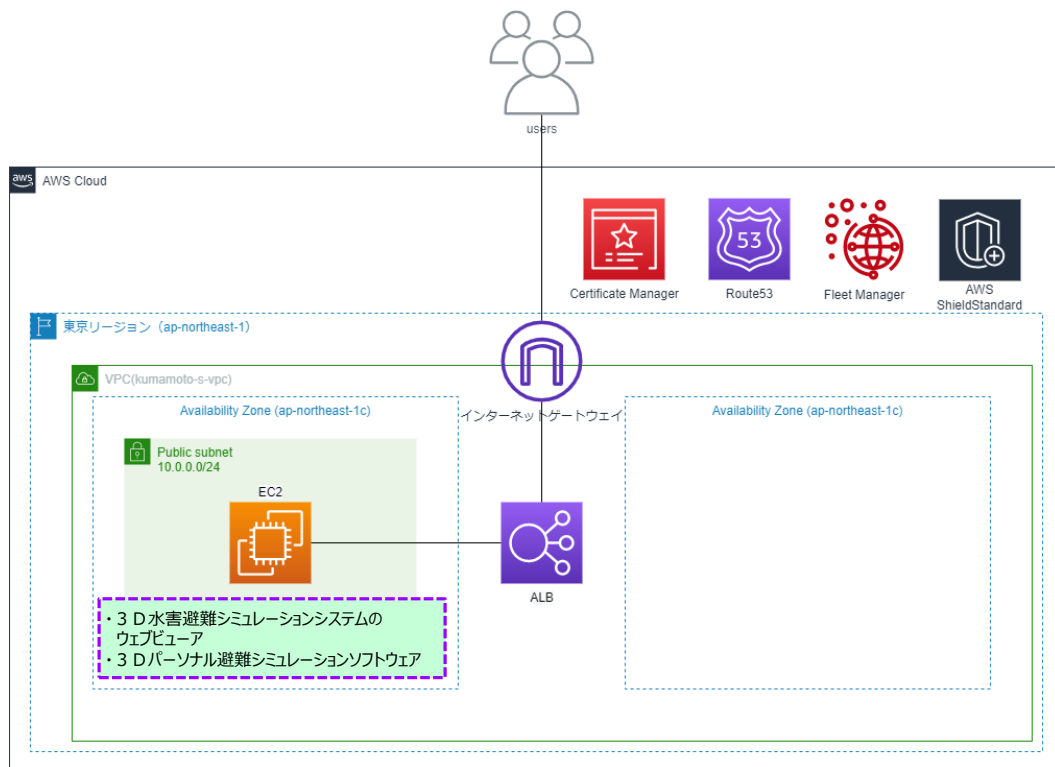 users
aws
AWS Cloud
53
Certificate Manager
Route53
Fleet Manager
AWS
ShieldStandard
東京リージョン（ap-northeast-1）
VPC(kumamoto-s-vpc)
Availability Zone (ap-northeast-1c)
インターネットゲートウェイ
Availability Zone (ap-northeast-1c)
Public subnet
10.0.0.0/24
EC2
ALB
・３Ｄ水害避難シミュレーションシステムの
ウェブビューア
・３Ｄパーソナル避難シミュレーションソフトウェア